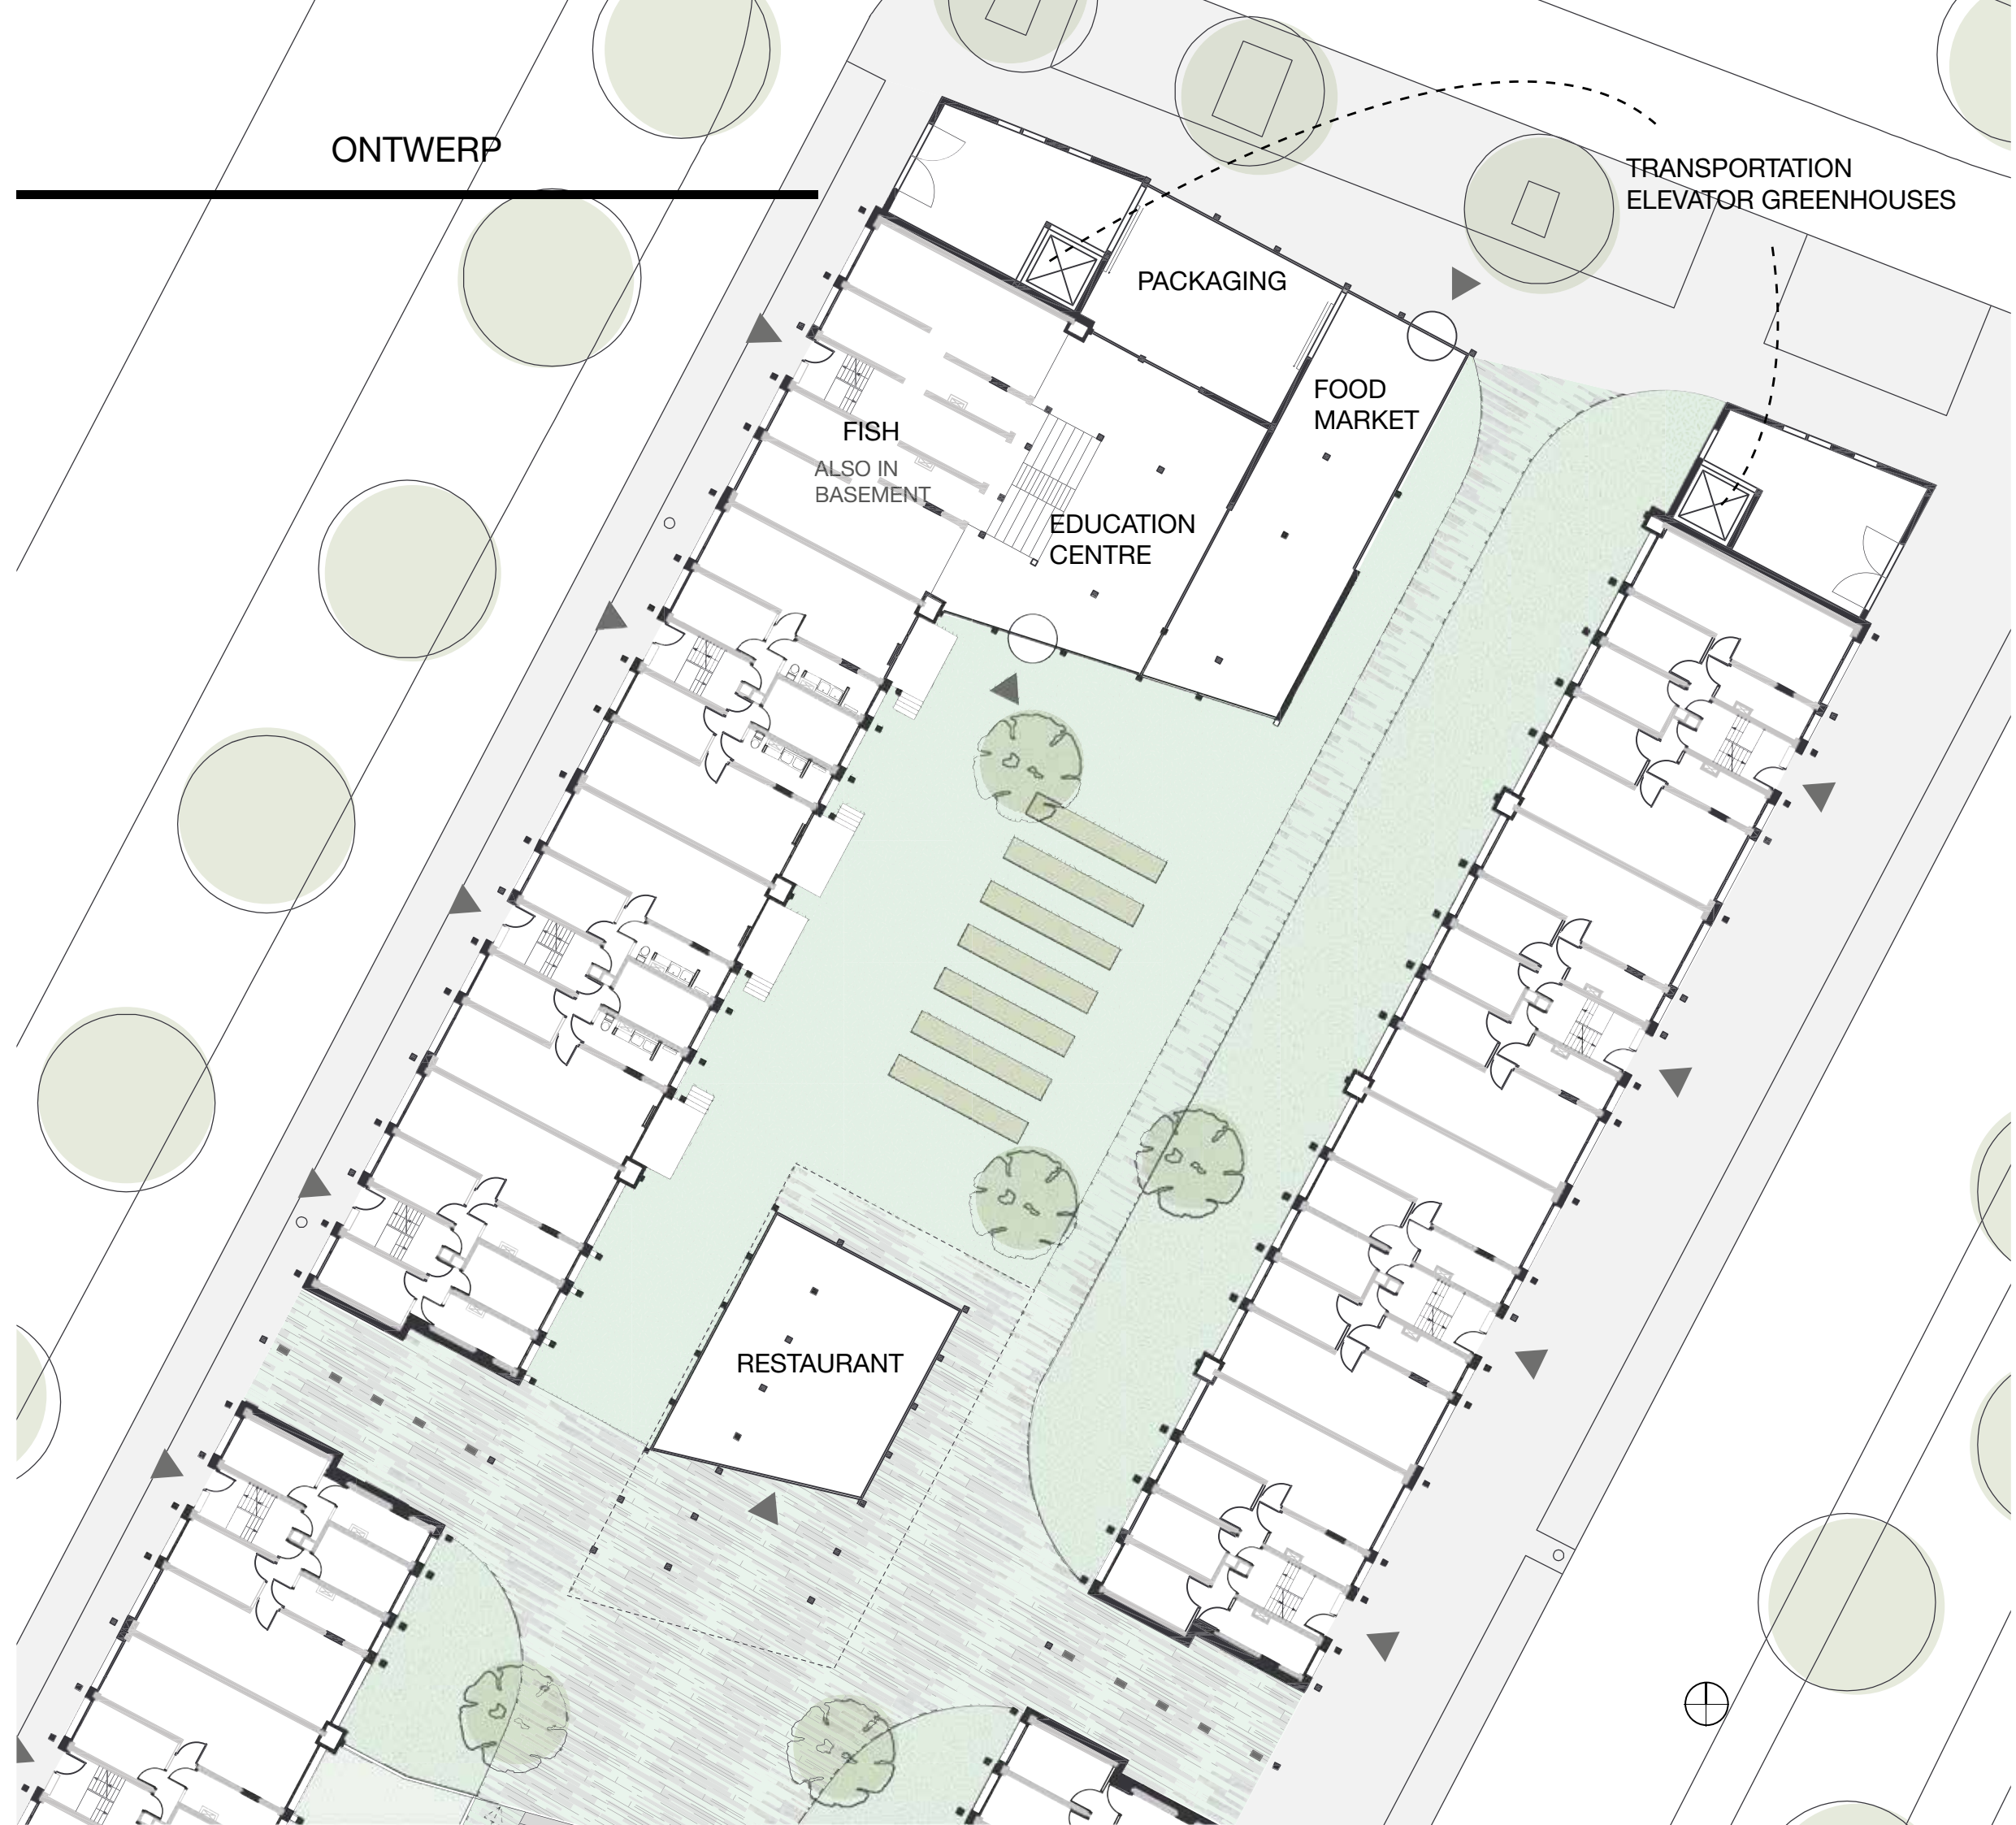 ONTWERP
TRANSPORTATION
ELEVATOR GREENHOUSES
PACKAGING
FOOD
MARKET
FISH
ALSO IN
BASEMENT
EDUCATION
CENTRE
RESTAURANT